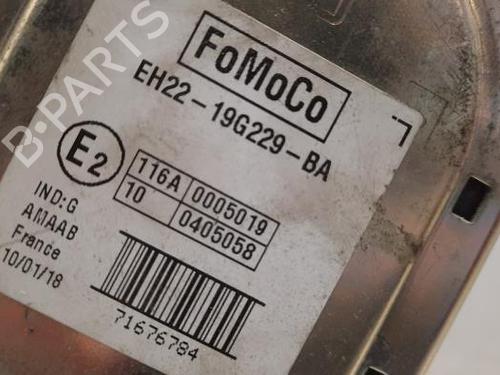 FoMoCo
EH22-19G229-BA
E2
116A 0005019
10 0405058
IND:G
AMAAB
France
10/01/18
71676784
B-PARTS